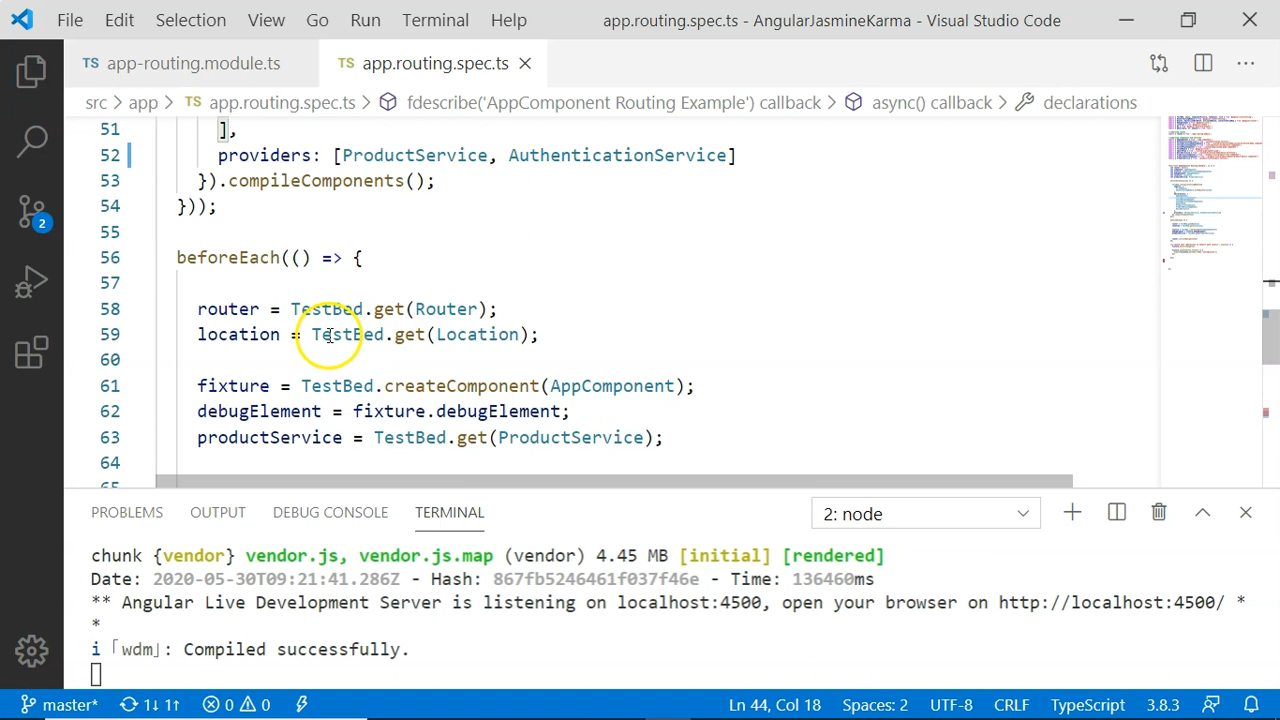 File Edit Selection View Go Run Terminal Help app.routing.spec.ts - AngularJasmineKarma - Visual Studio Code
TS app-routing.module.ts TS app.routing.spec.ts
src > app > TS app.routing.spec.ts > fdescribe('AppComponent Routing Example') callback > async() callback > declarations
51 ],
52 providers: [ProductService, AuthenticationService]
53 }).compileComponents();
54 }));
55
56 beforeEach(() => {
57
58 router = TestBed.get(Router);
59 location = TestBed.get(Location);
60
61 fixture = TestBed.createComponent(AppComponent);
62 debugElement = fixture.debugElement;
63 productService = TestBed.get(ProductService);
64
65
2
PROBLEMS OUTPUT DEBUG CONSOLE TERMINAL 2: node
chunk {vendor} vendor.js, vendor.js.map (vendor) 4.45 MB [initial] [rendered]
Date: 2020-05-30T09:21:41.286Z - Hash: 867fb5246461f037f46e - Time: 136460ms
** Angular Live Development Server is listening on localhost:4500, open your browser on http://localhost:4500/ *
*
i 「wdm」: Compiled successfully.
master* 1↓ 1↑ 0 0 Ln 44, Col 18 Spaces: 2 UTF-8 CRLF TypeScript 3.8.3